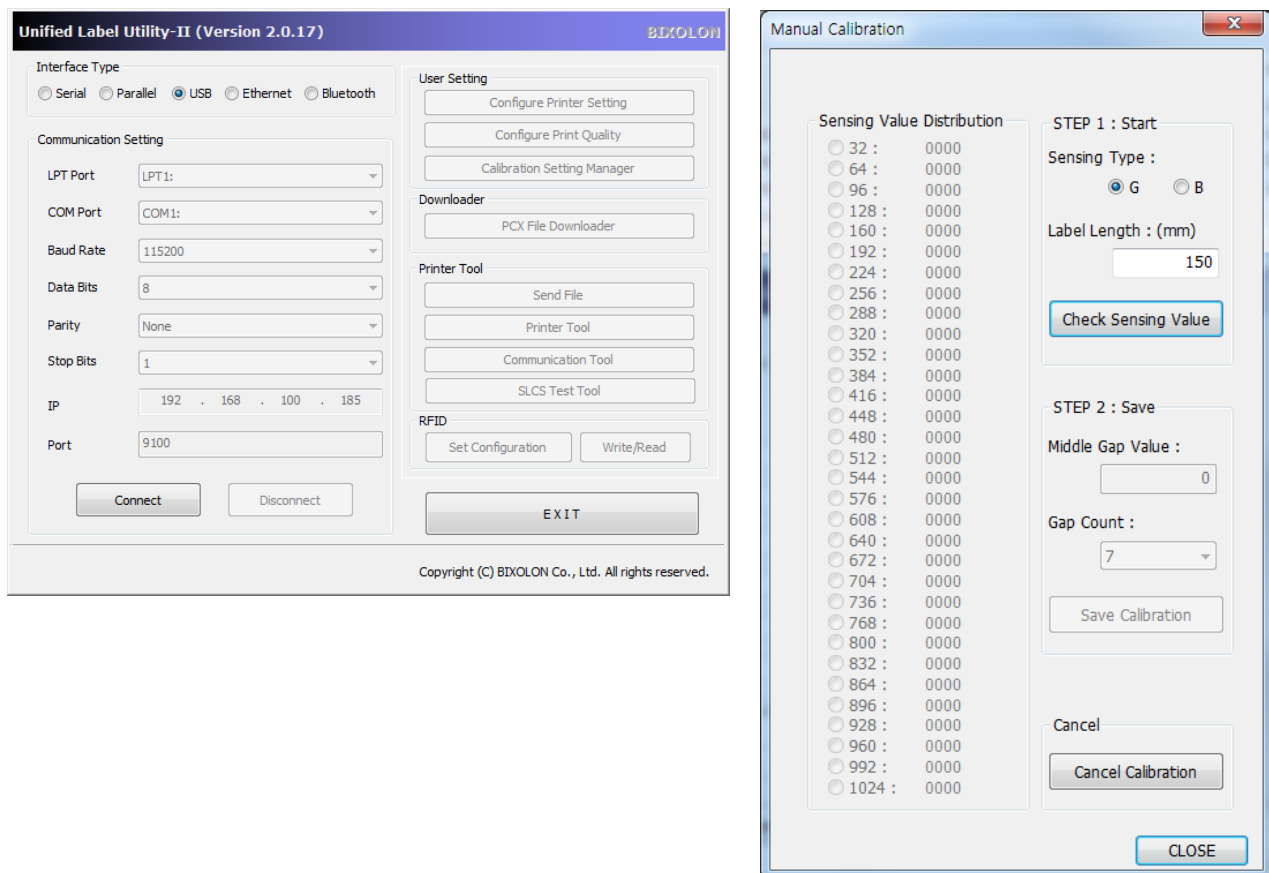 Unified Label Utility-II (Version 2.0.17) BIXOLON
Interface Type
Serial Parallel USB Ethernet Bluetooth
Communication Setting
LPT Port LPT1:
COM Port COM1:
Baud Rate 115200
Data Bits 8
Parity None
Stop Bits 1
IP 192 . 168 . 100 . 185
Port 9100
Connect Disconnect
User Setting
Configure Printer Setting
Configure Print Quality
Calibration Setting Manager
Downloader
PCX File Downloader
Printer Tool
Send File
Printer Tool
Communication Tool
SLCS Test Tool
RFID
Set Configuration Write/Read
EXIT
Copyright (C) BIXOLON Co., Ltd. All rights reserved.
Manual Calibration
Sensing Value Distribution
32 : 0000
64 : 0000
96 : 0000
128 : 0000
160 : 0000
192 : 0000
224 : 0000
256 : 0000
288 : 0000
320 : 0000
352 : 0000
384 : 0000
416 : 0000
448 : 0000
480 : 0000
512 : 0000
544 : 0000
576 : 0000
608 : 0000
640 : 0000
672 : 0000
704 : 0000
736 : 0000
768 : 0000
800 : 0000
832 : 0000
864 : 0000
896 : 0000
928 : 0000
960 : 0000
992 : 0000
1024 : 0000
STEP 1 : Start
Sensing Type :
G B
Label Length : (mm)
150
Check Sensing Value
STEP 2 : Save
Middle Gap Value :
0
Gap Count :
7
Save Calibration
Cancel
Cancel Calibration
CLOSE